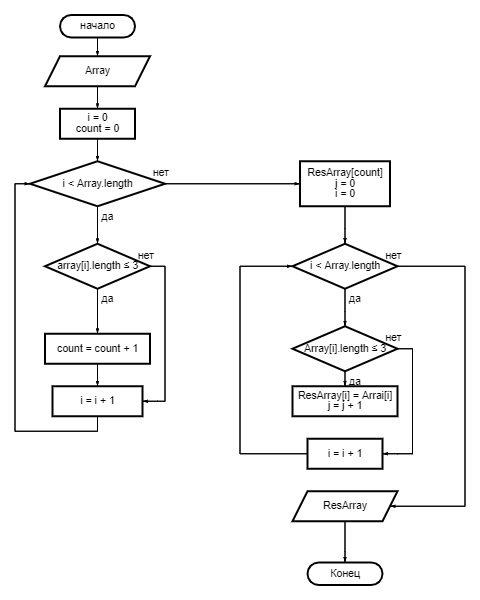 начало
Array
i = 0
count = 0
i < Array.length
нет
да
array[i].length ≤ 3
нет
да
count = count + 1
i = i + 1
ResArray[count]
j = 0
i = 0
i < Array.length
нет
да
Array[i].length ≤ 3
нет
да
ResArray[i] = Arrai[i]
j = j + 1
i = i + 1
ResArray
Конец